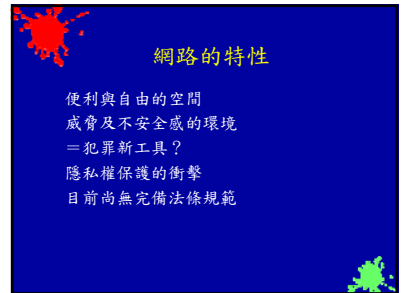 網路的特性
便利與自由的空間
威脅及不安全感的環境
＝犯罪新工具？
隱私權保護的衝擊
目前尚無完備法條規範